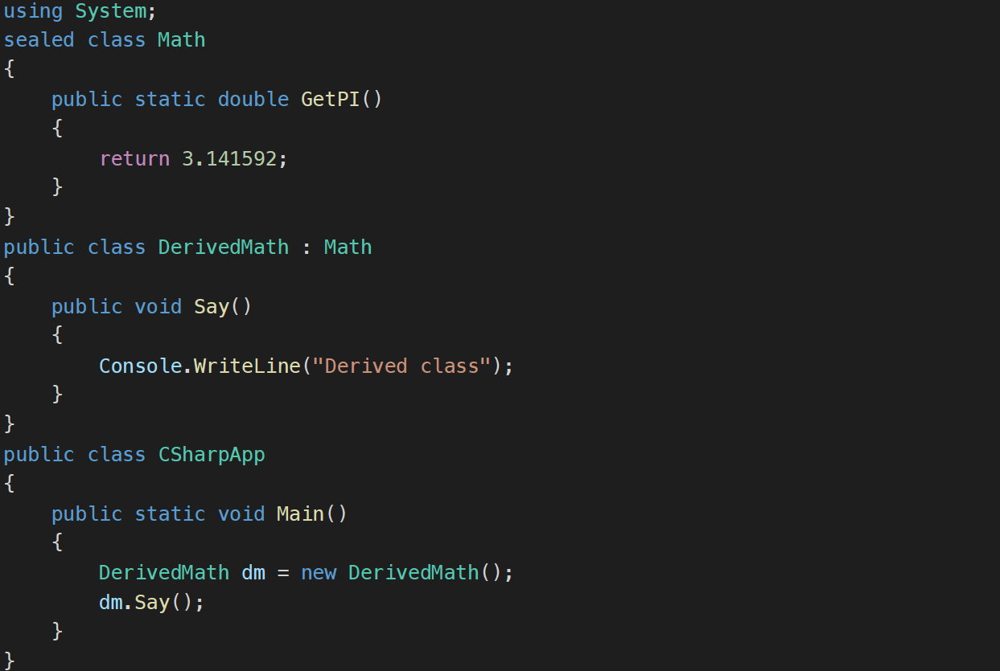 using System;
sealed class Math
{
    public static double GetPI()
    {
        return 3.141592;
    }
}
public class DerivedMath : Math
{
    public void Say()
    {
        Console.WriteLine("Derived class");
    }
}
public class CSharpApp
{
    public static void Main()
    {
        DerivedMath dm = new DerivedMath();
        dm.Say();
    }
}